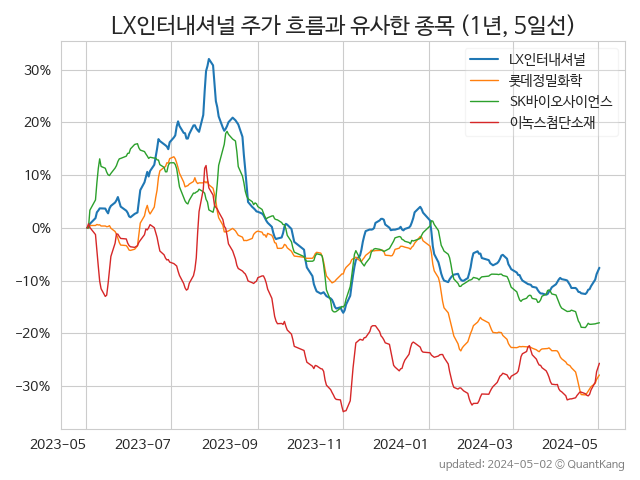 LX인터내셔널 주가 흐름과 유사한 종목 (1년, 5일선)
LX인터내셔널
롯데정밀화학
SK바이오사이언스
이녹스첨단소재
30%
20%
10%
0%
−10%
−20%
−30%
2023-05
2023-07
2023-09
2023-11
2024-01
2024-03
2024-05
updated: 2024-05-02 © QuantKang